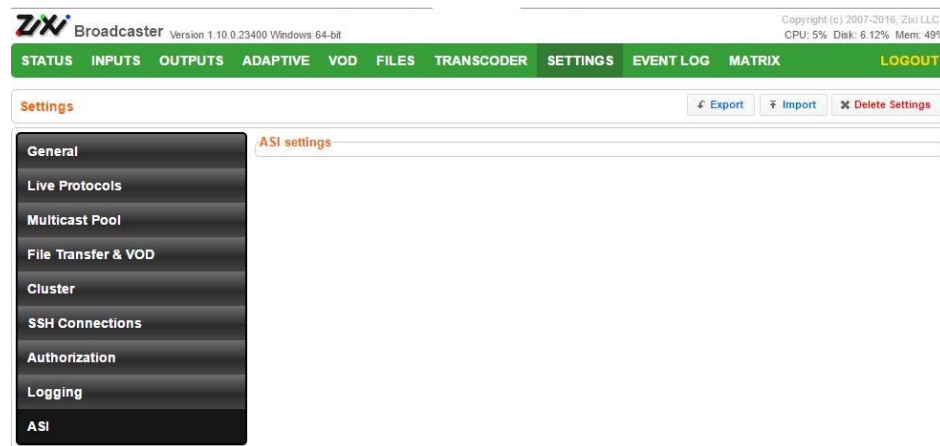 ZiXi Broadcaster Version 1.10.0.23400 Windows 64-bit
Copyright (c) 2007-2016, Zixi LLC
CPU: 5% Disk: 6.12% Mem: 49%
STATUS INPUTS OUTPUTS ADAPTIVE VOD FILES TRANSCODER SETTINGS EVENT LOG MATRIX LOGOUT
Settings Export Import Delete Settings
General
Live Protocols
Multicast Pool
File Transfer & VOD
Cluster
SSH Connections
Authorization
Logging
ASI
ASI settings